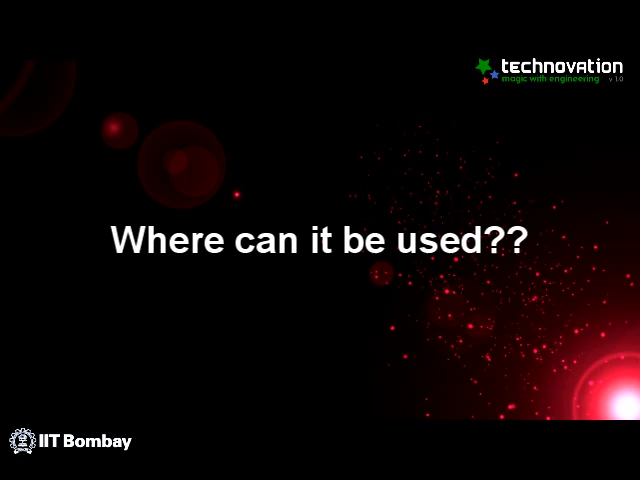 technovation
magic with engineering v 1.0
Where can it be used??
IIT Bombay